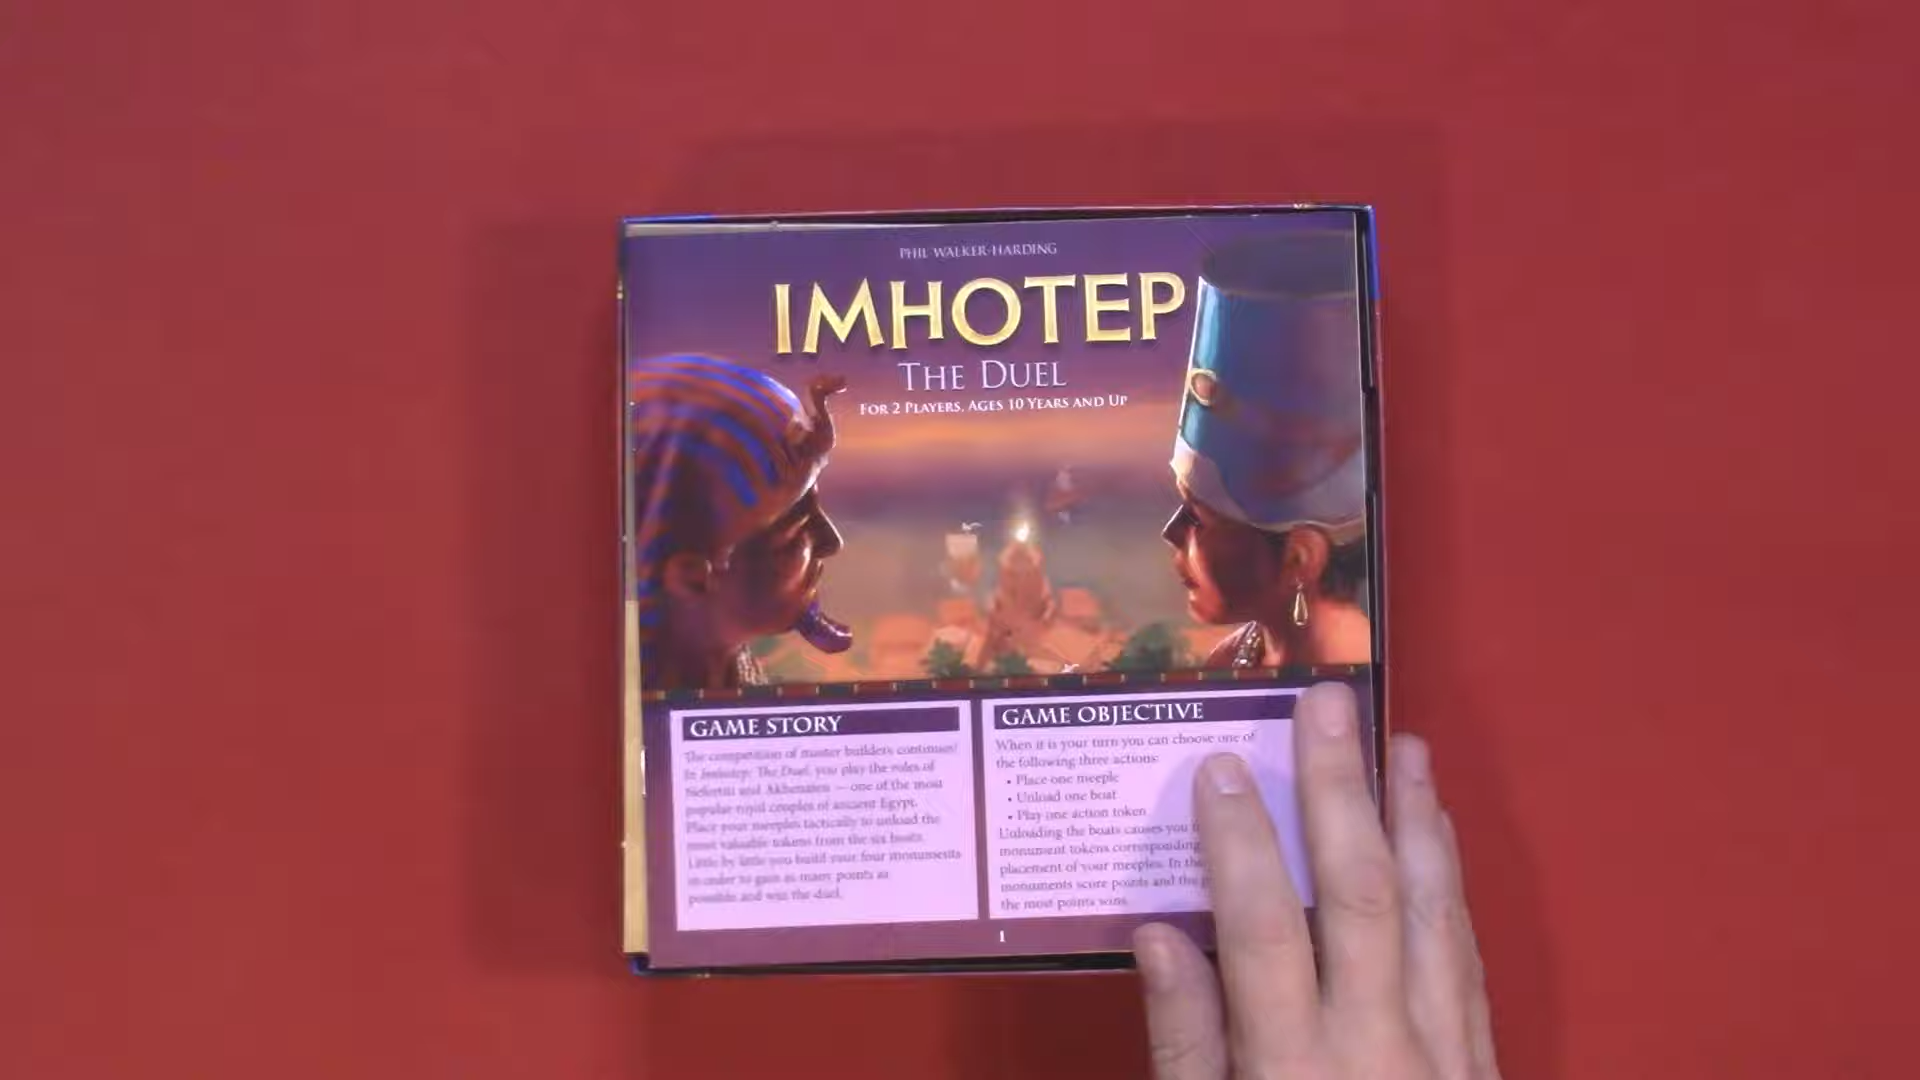 PHIL WALKER-HARDING
IMHOTEP
THE DUEL
FOR 2 PLAYERS, AGES 10 YEARS AND UP
GAME STORY
The competition of master builders continues!
In Imhotep: The Duel, you play the roles of
Nefertiti and Akhenaten — one of the most
popular royal couples of ancient Egypt.
Place your meeples tactically to unload the
most valuable tokens from the six boats.
Little by little you build your four monuments
in order to gain as many points as
possible and win the duel.
GAME OBJECTIVE
When it is your turn you can choose one of
the following three actions:
• Place one meeple
• Unload one boat
• Play one action token
Unloading the boats causes you
monument tokens corresponding
placement of your meeples. In the
monuments score points and the
the most points wins.
1